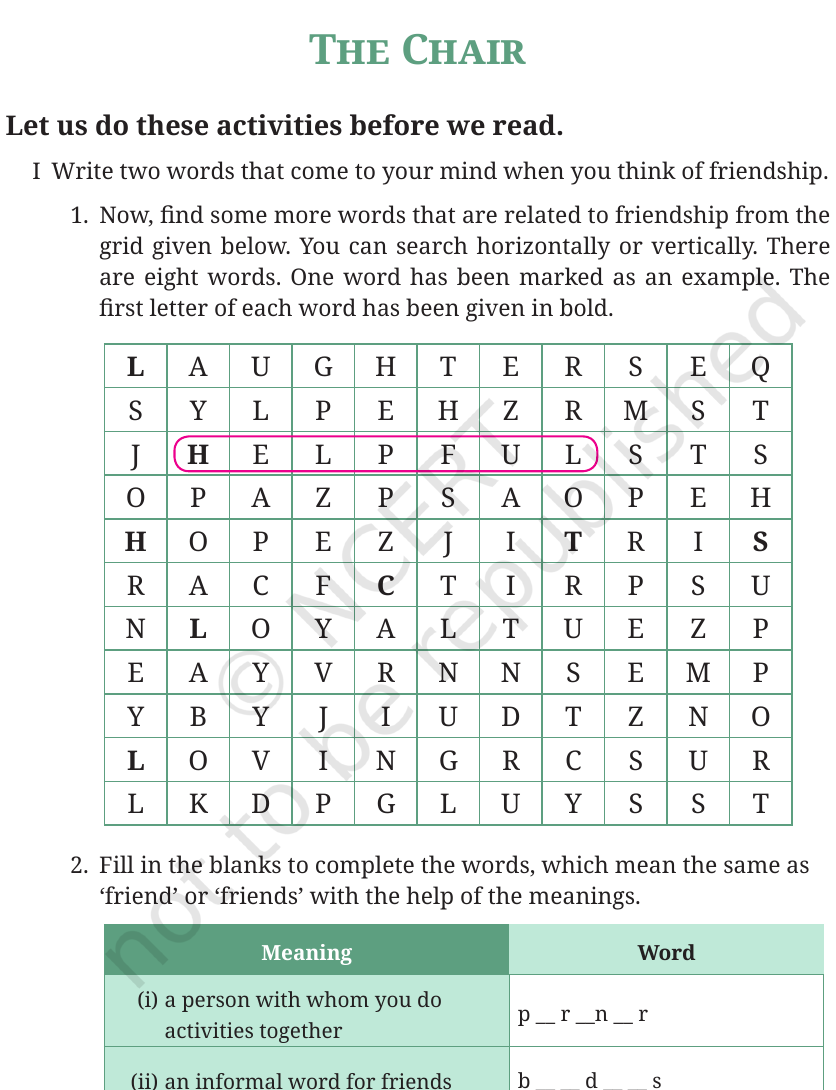 THE CHAIR
Let us do these activities before we read.
I Write two words that come to your mind when you think of friendship.
1. Now, find some more words that are related to friendship from the
grid given below. You can search horizontally or vertically. There
are eight words. One word has been marked as an example. The
first letter of each word has been given in bold.
L A U G H T E R S E Q
S Y L P E H Z R M S T
J H E L P F U L S T S
O P A Z P S A O P E H
H O P E Z J I T R I S
R A C F C T I R P S U
N L O Y A L T U E Z P
E A Y V R N N S E M P
Y B Y J I U D T Z N O
L O V I N G R C S U R
L K D P G L U Y S S T
© NCERT
not to be republished
2. Fill in the blanks to complete the words, which mean the same as
‘friend’ or ‘friends’ with the help of the meanings.
Meaning Word
(i) a person with whom you do
activities together
p __ r __n __ r
(ii) an informal word for friends
b __ __ d __ __ s